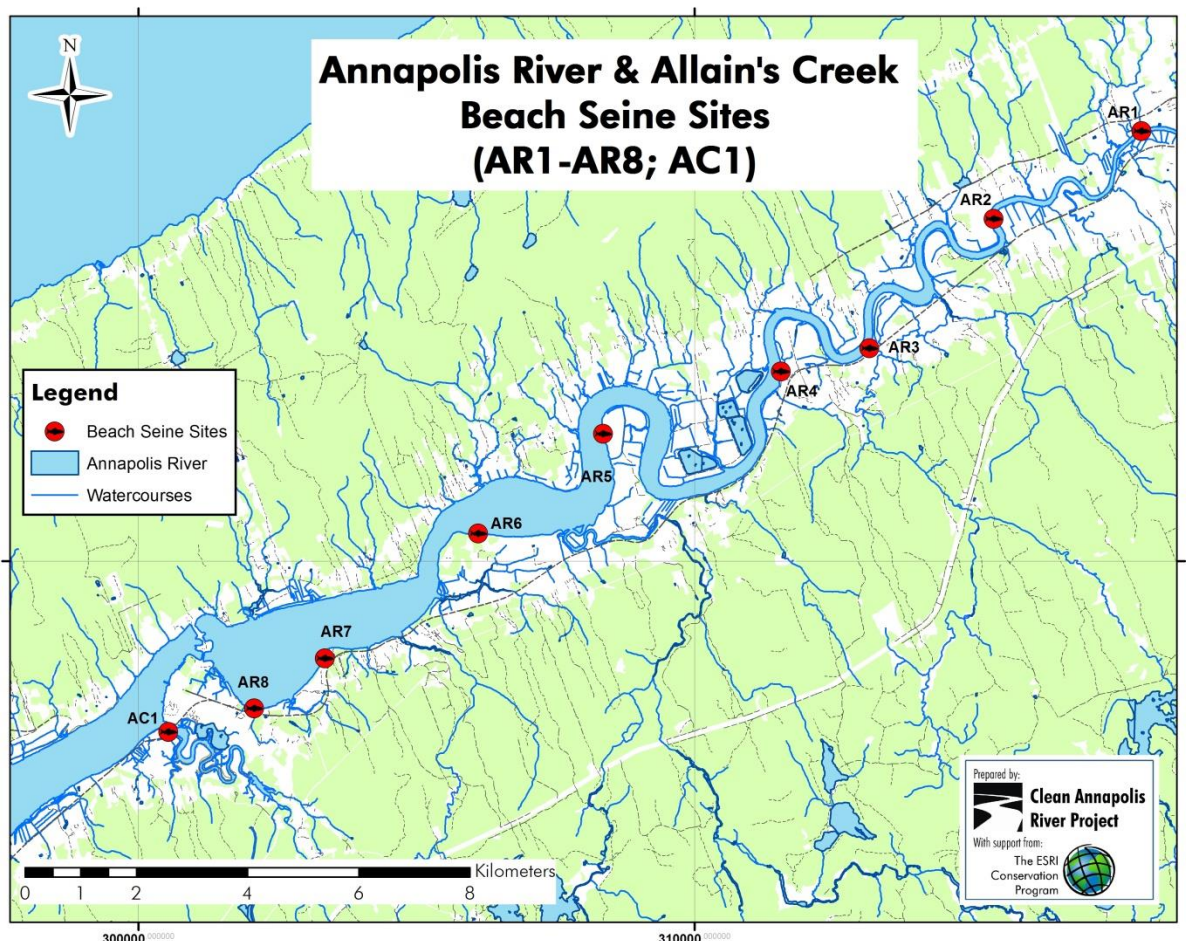 N
Annapolis River & Allain's Creek
Beach Seine Sites
(AR1-AR8; AC1)
AR1
AR2
AR3
AR4
AR5
AR6
AR7
AR8
AC1
Legend
Beach Seine Sites
Annapolis River
Watercourses
Prepared by:
Clean Annapolis
River Project
With support from:
The ESRI
Conservation
Program
Kilometers
0 1 2 4 6 8
300000.000000 310000.000000